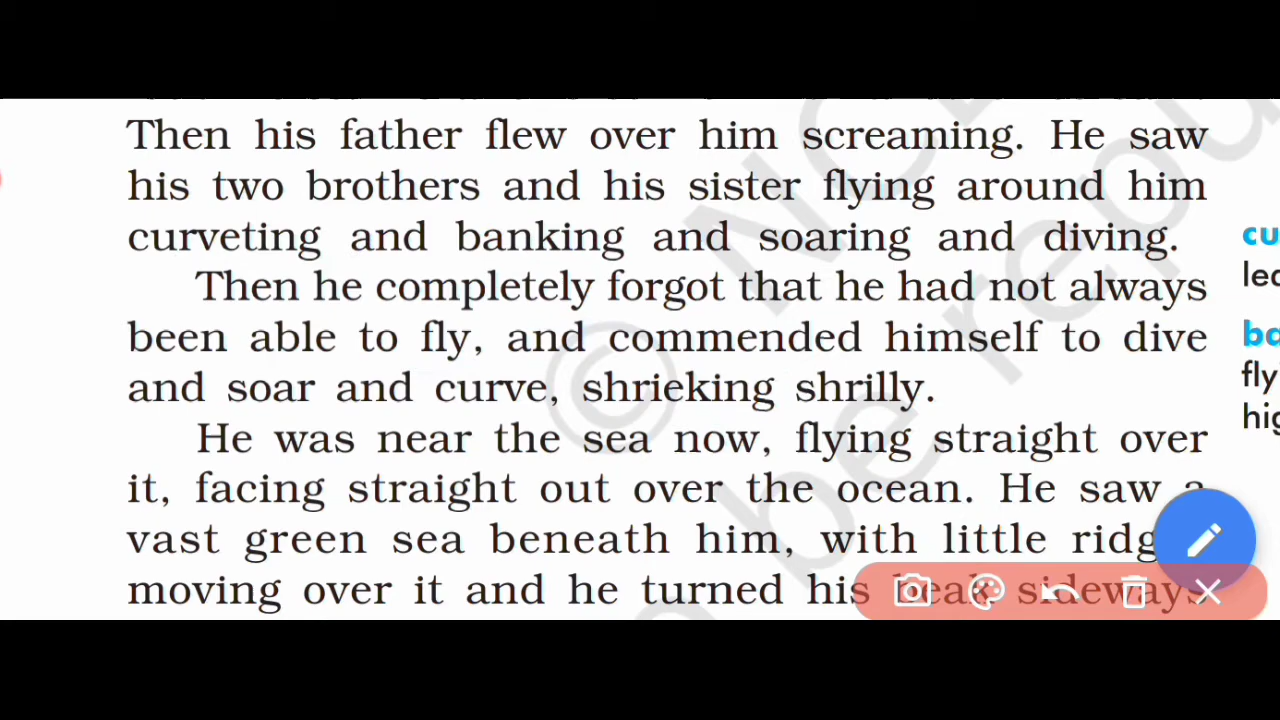 Then his father flew over him screaming. He saw
his two brothers and his sister flying around him
curveting and banking and soaring and diving.
Then he completely forgot that he had not always
been able to fly, and commended himself to dive
and soar and curve, shrieking shrilly.
He was near the sea now, flying straight over
it, facing straight out over the ocean. He saw a
vast green sea beneath him, with little
moving over it and he turned his beak sideways
cu
lea
ba
fly
hig
©
be repu